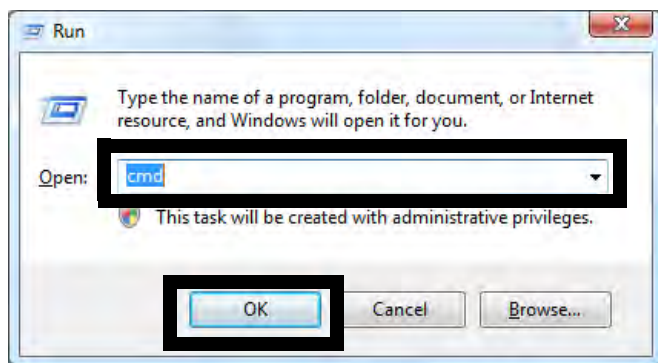 Run
Type the name of a program, folder, document, or Internet
resource, and Windows will open it for you.
Open: cmd
This task will be created with administrative privileges.
OK Cancel Browse...